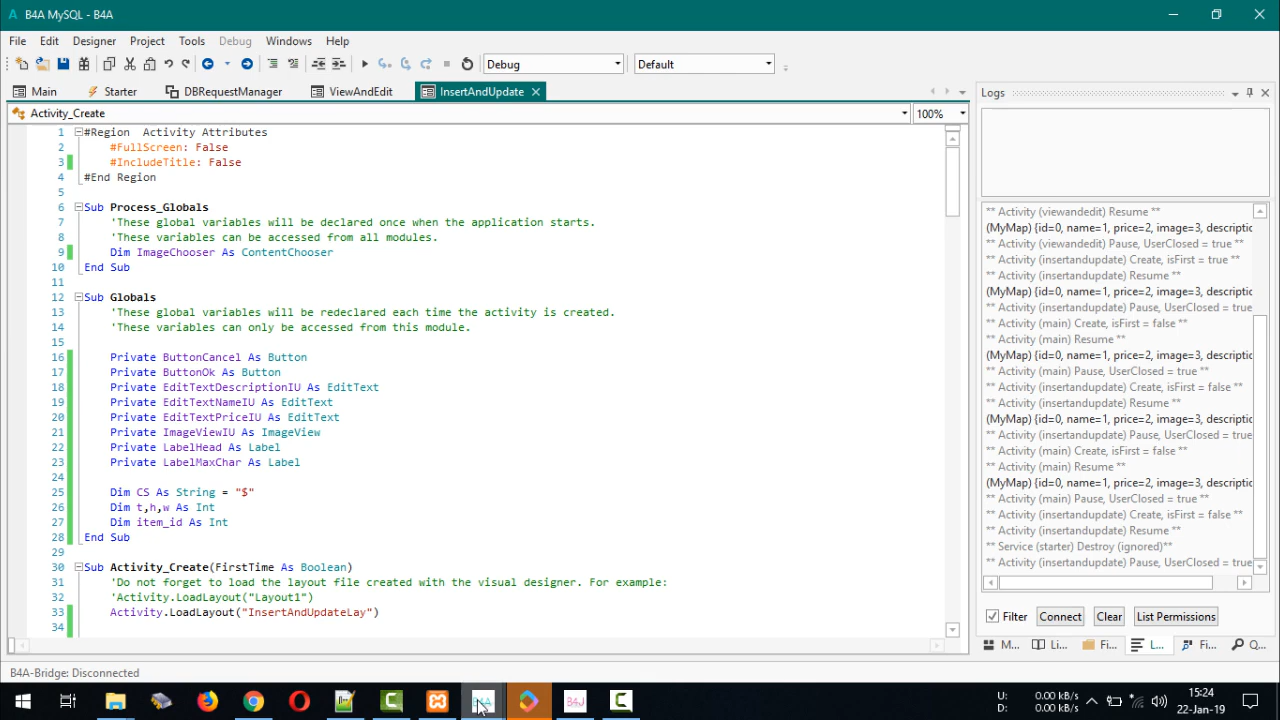 B4A MySQL - B4A
File Edit Designer Project Tools Debug Windows Help
Debug Default
Main Starter DBRequestManager ViewAndEdit InsertAndUpdate
Activity_Create 100%
1 #Region  Activity Attributes
2 #FullScreen: False
3 #IncludeTitle: False
4 #End Region
5
6 Sub Process_Globals
7 'These global variables will be declared once when the application starts.
8 'These variables can be accessed from all modules.
9 Dim ImageChooser As ContentChooser
10 End Sub
11
12 Sub Globals
13 'These global variables will be redeclared each time the activity is created.
14 'These variables can only be accessed from this module.
15
16 Private ButtonCancel As Button
17 Private ButtonOk As Button
18 Private EditTextDescriptionIU As EditText
19 Private EditTextNameIU As EditText
20 Private EditTextPriceIU As EditText
21 Private ImageViewIU As ImageView
22 Private LabelHead As Label
23 Private LabelMaxChar As Label
24
25 Dim CS As String = "$"
26 Dim t,h,w As Int
27 Dim item_id As Int
28 End Sub
29
30 Sub Activity_Create(FirstTime As Boolean)
31 'Do not forget to load the layout file created with the visual designer. For example:
32 'Activity.LoadLayout("Layout1")
33 Activity.LoadLayout("InsertAndUpdateLay")
34
Logs
** Activity (viewandedit) Resume **
(MyMap) {id=0, name=1, price=2, image=3, descriptic
** Activity (viewandedit) Pause, UserClosed = true **
** Activity (insertandupdate) Create, isFirst = true **
** Activity (insertandupdate) Resume **
(MyMap) {id=0, name=1, price=2, image=3, descriptic
** Activity (insertandupdate) Pause, UserClosed = true
** Activity (main) Create, isFirst = false **
** Activity (main) Resume **
(MyMap) {id=0, name=1, price=2, image=3, descriptic
** Activity (main) Pause, UserClosed = true **
** Activity (insertandupdate) Create, isFirst = false **
** Activity (insertandupdate) Resume **
(MyMap) {id=0, name=1, price=2, image=3, descriptic
** Activity (insertandupdate) Pause, UserClosed = true
** Activity (main) Create, isFirst = false **
** Activity (main) Resume **
(MyMap) {id=0, name=1, price=2, image=3, descriptic
** Activity (main) Pause, UserClosed = true **
** Activity (insertandupdate) Create, isFirst = false **
** Activity (insertandupdate) Resume **
** Service (starter) Destroy (ignored)**
** Activity (insertandupdate) Pause, UserClosed = true
Filter Connect Clear List Permissions
M... Li... Fi... L... Fi... Q...
B4A-Bridge: Disconnected
B4A B4J
U: 0.00 kB/s
D: 0.00 kB/s
15:24
22-Jan-19